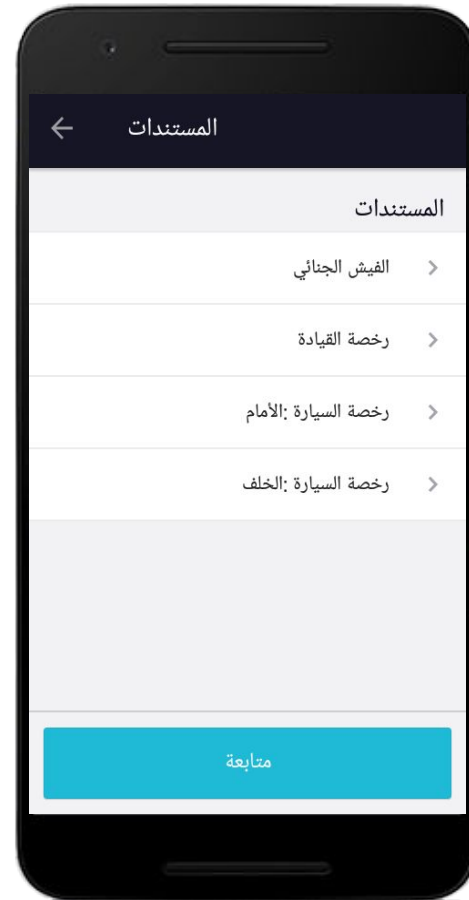 المستندات
المستندات
الفيش الجنائي
رخصة القيادة
رخصة السيارة :الأمام
رخصة السيارة :الخلف
متابعة